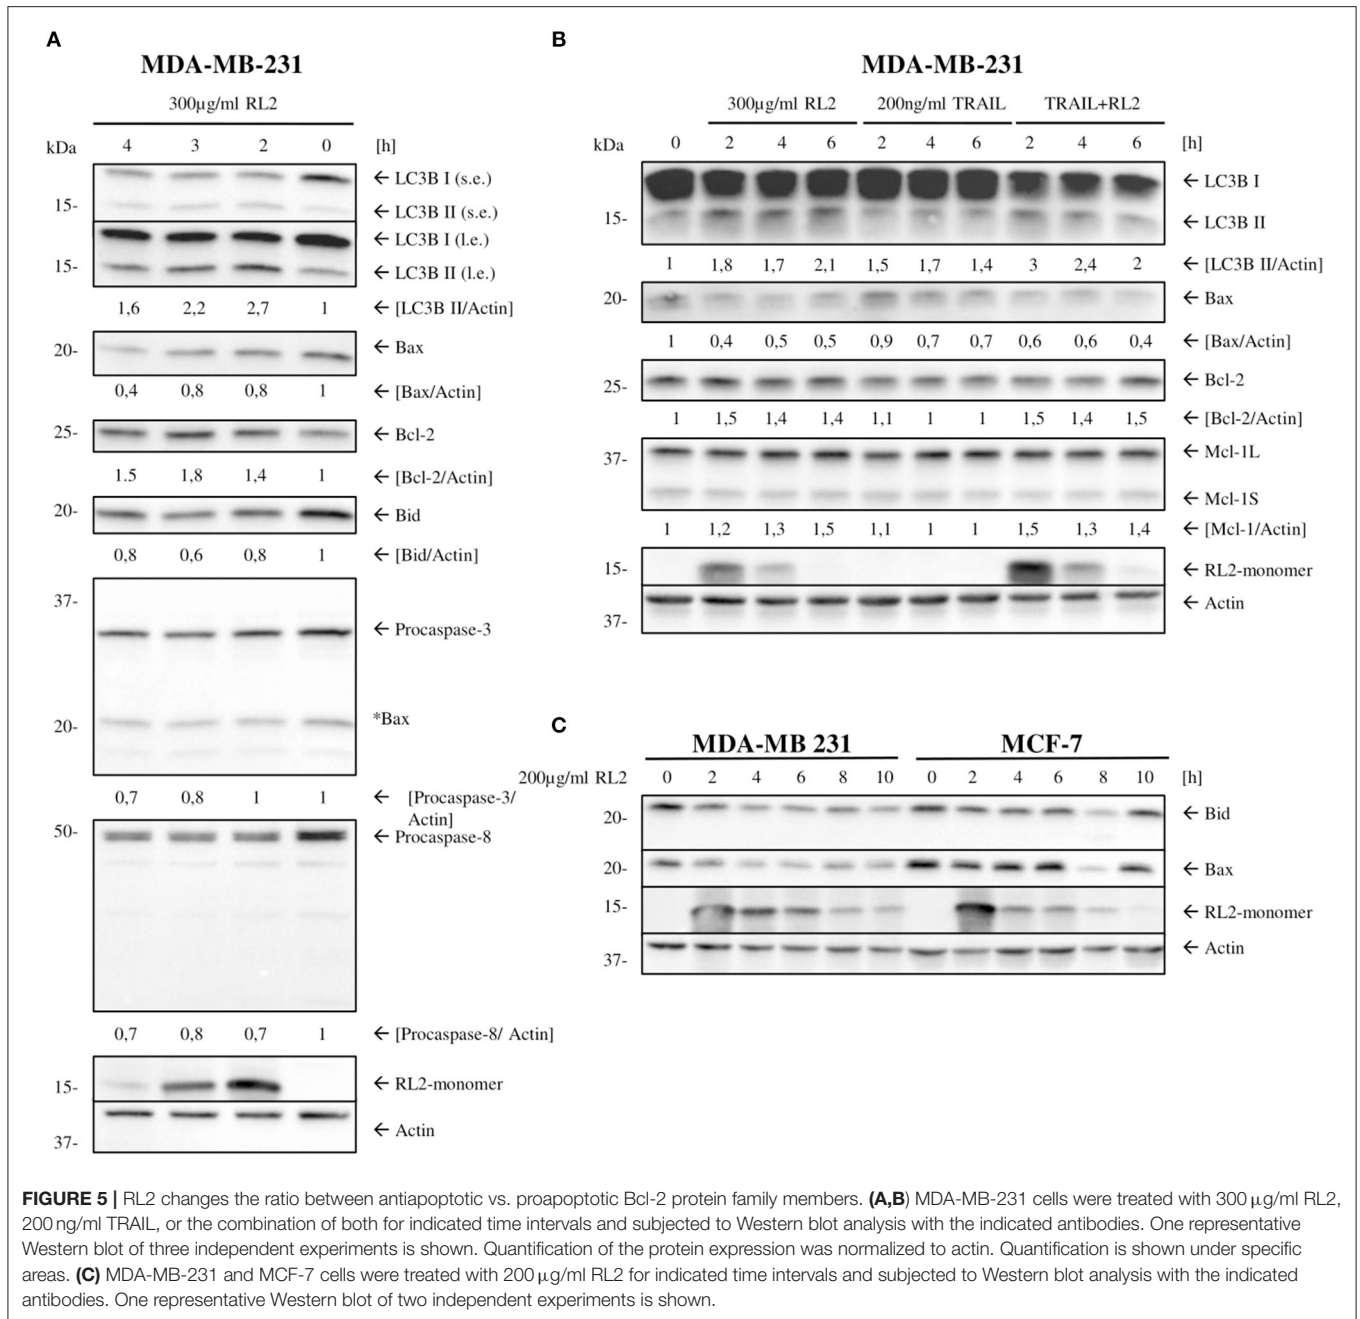 A
MDA-MB-231
300µg/ml RL2
kDa 4 3 2 0 [h]
← LC3B I (s.e.)
15- ← LC3B II (s.e.)
← LC3B I (l.e.)
15- ← LC3B II (l.e.)
1,6 2,2 2,7 1 ← [LC3B II/Actin]
20- ← Bax
0,4 0,8 0,8 1 ← [Bax/Actin]
25- ← Bcl-2
1.5 1,8 1,4 1 ← [Bcl-2/Actin]
20- ← Bid
0,8 0,6 0,8 1 ← [Bid/Actin]
37-
← Procaspase-3
20- *Bax
0,7 0,8 1 1 ← [Procaspase-3/
Actin]
50- ← Procaspase-8
0,7 0,8 0,7 1 ← [Procaspase-8/ Actin]
15- ← RL2-monomer
← Actin
37-
B
MDA-MB-231
300µg/ml RL2 200ng/ml TRAIL TRAIL+RL2
kDa 0 2 4 6 2 4 6 2 4 6 [h]
← LC3B I
15- ← LC3B II
1 1,8 1,7 2,1 1,5 1,7 1,4 3 2,4 2 ← [LC3B II/Actin]
20- ← Bax
1 0,4 0,5 0,5 0,9 0,7 0,7 0,6 0,6 0,4 ← [Bax/Actin]
25- ← Bcl-2
1 1,5 1,4 1,4 1,1 1 1 1,5 1,4 1,5 ← [Bcl-2/Actin]
37- ← Mcl-1L
← Mcl-1S
1 1,2 1,3 1,5 1,1 1 1 1,5 1,3 1,4 ← [Mcl-1/Actin]
15- ← RL2-monomer
← Actin
37-
C
MDA-MB 231 MCF-7
200µg/ml RL2 0 2 4 6 8 10 0 2 4 6 8 10 [h]
20- ← Bid
20- ← Bax
15- ← RL2-monomer
← Actin
37-
FIGURE 5 | RL2 changes the ratio between antiapoptotic vs. proapoptotic Bcl-2 protein family members. (A,B) MDA-MB-231 cells were treated with 300 µg/ml RL2,
200 ng/ml TRAIL, or the combination of both for indicated time intervals and subjected to Western blot analysis with the indicated antibodies. One representative
Western blot of three independent experiments is shown. Quantification of the protein expression was normalized to actin. Quantification is shown under specific
areas. (C) MDA-MB-231 and MCF-7 cells were treated with 200 µg/ml RL2 for indicated time intervals and subjected to Western blot analysis with the indicated
antibodies. One representative Western blot of two independent experiments is shown.